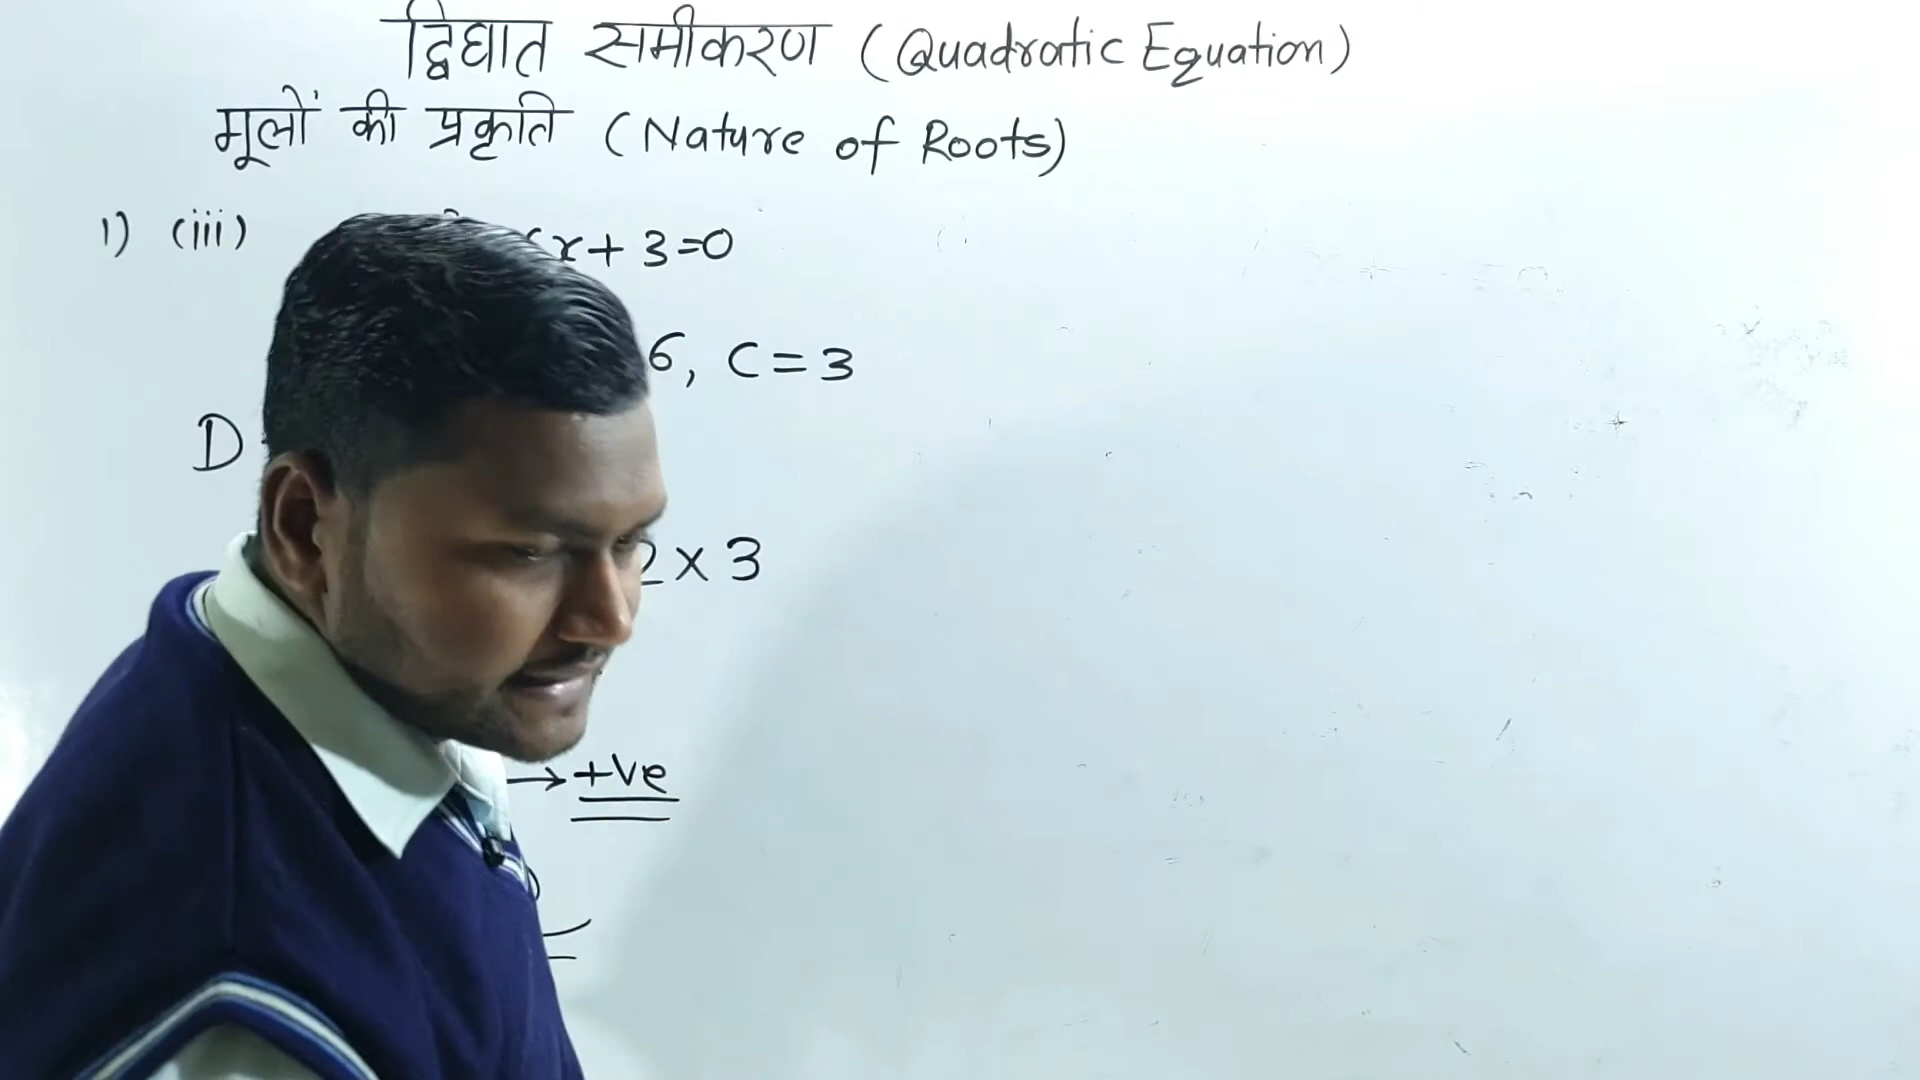 द्विघात समीकरण (Quadratic Equation)
मूलों की प्रकृति (Nature of Roots)
1) (iii) x + 3 = 0
6, C = 3
D
2 × 3
→ +ve